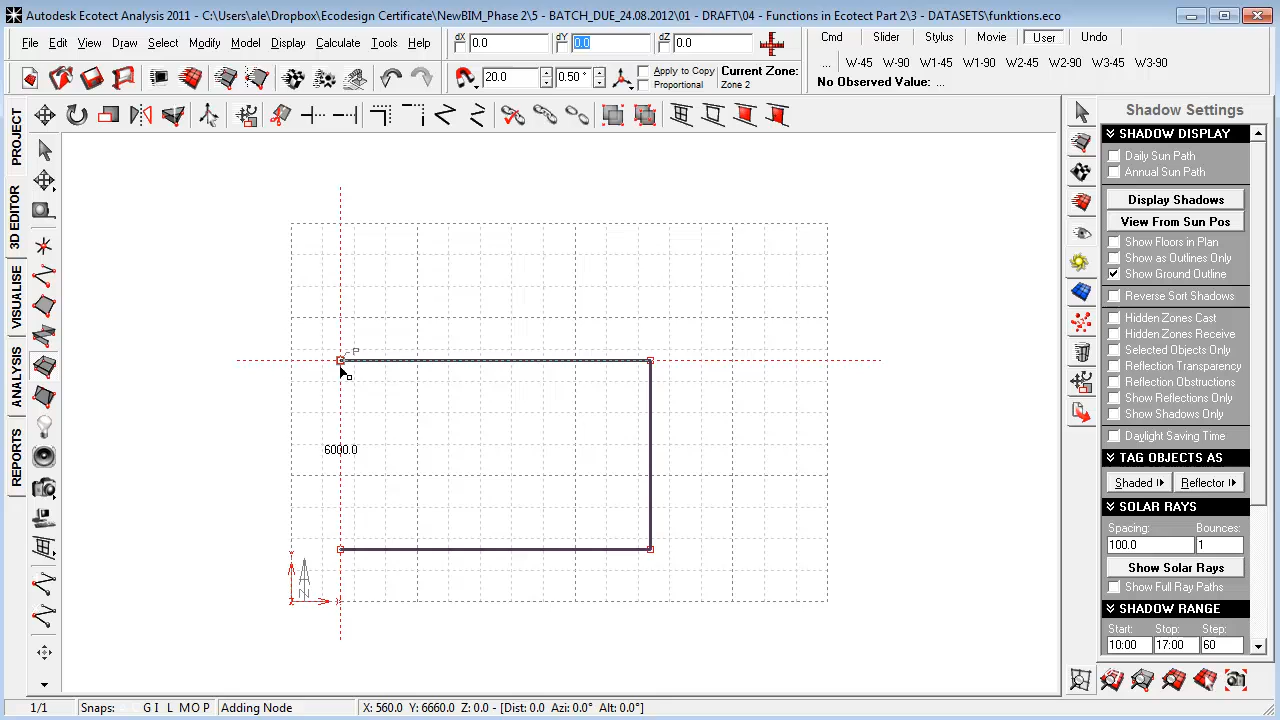 Autodesk Ecotect Analysis 2011 - C:\Users\ale\Dropbox\Ecodesign Certificate\NewBIM_Phase 2\5 - BATCH_DUE_24.08.2012\01 - DRAFT\04 - Functions in Ecotect Part 2\3 - DATASETS\funktions.eco
File Edit View Draw Select Modify Model Display Calculate Tools Help
dX 0.0 dY 0.0 dZ 0.0
Cmd Slider Stylus Movie User Undo
... W-45 W-90 W1-45 W1-90 W2-45 W2-90 W3-45 W3-90
20.0 0.50 °
Apply to Copy
Proportional
Current Zone:
Zone 2
No Observed Value: ...
PROJECT
3D EDITOR
VISUALISE
ANALYSIS
REPORTS
P
6000.0
N
Shadow Settings
SHADOW DISPLAY
Daily Sun Path
Annual Sun Path
Display Shadows
View From Sun Pos
Show Floors in Plan
Show as Outlines Only
Show Ground Outline
Reverse Sort Shadows
Hidden Zones Cast
Hidden Zones Receive
Selected Objects Only
Reflection Transparency
Reflection Obstructions
Show Reflections Only
Show Shadows Only
Daylight Saving Time
TAG OBJECTS AS
Shaded Reflector
SOLAR RAYS
Spacing: Bounces:
100.0 1
Show Solar Rays
Show Full Ray Paths
SHADOW RANGE
Start: Stop: Step:
10:00 17:00 60
1/1 Snaps: G I L M O P Adding Node X: 560.0 Y: 6660.0 Z: 0.0 - [Dist: 0.0 Azi: 0.0° Alt: 0.0°]